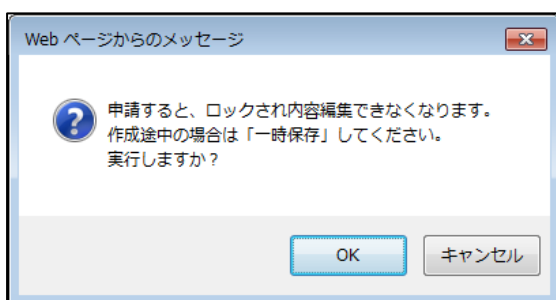 Web ページからのメッセージ
申請すると、ロックされ内容編集できなくなります。
作成途中の場合は「一時保存」してください。
実行しますか？
OK
キャンセル